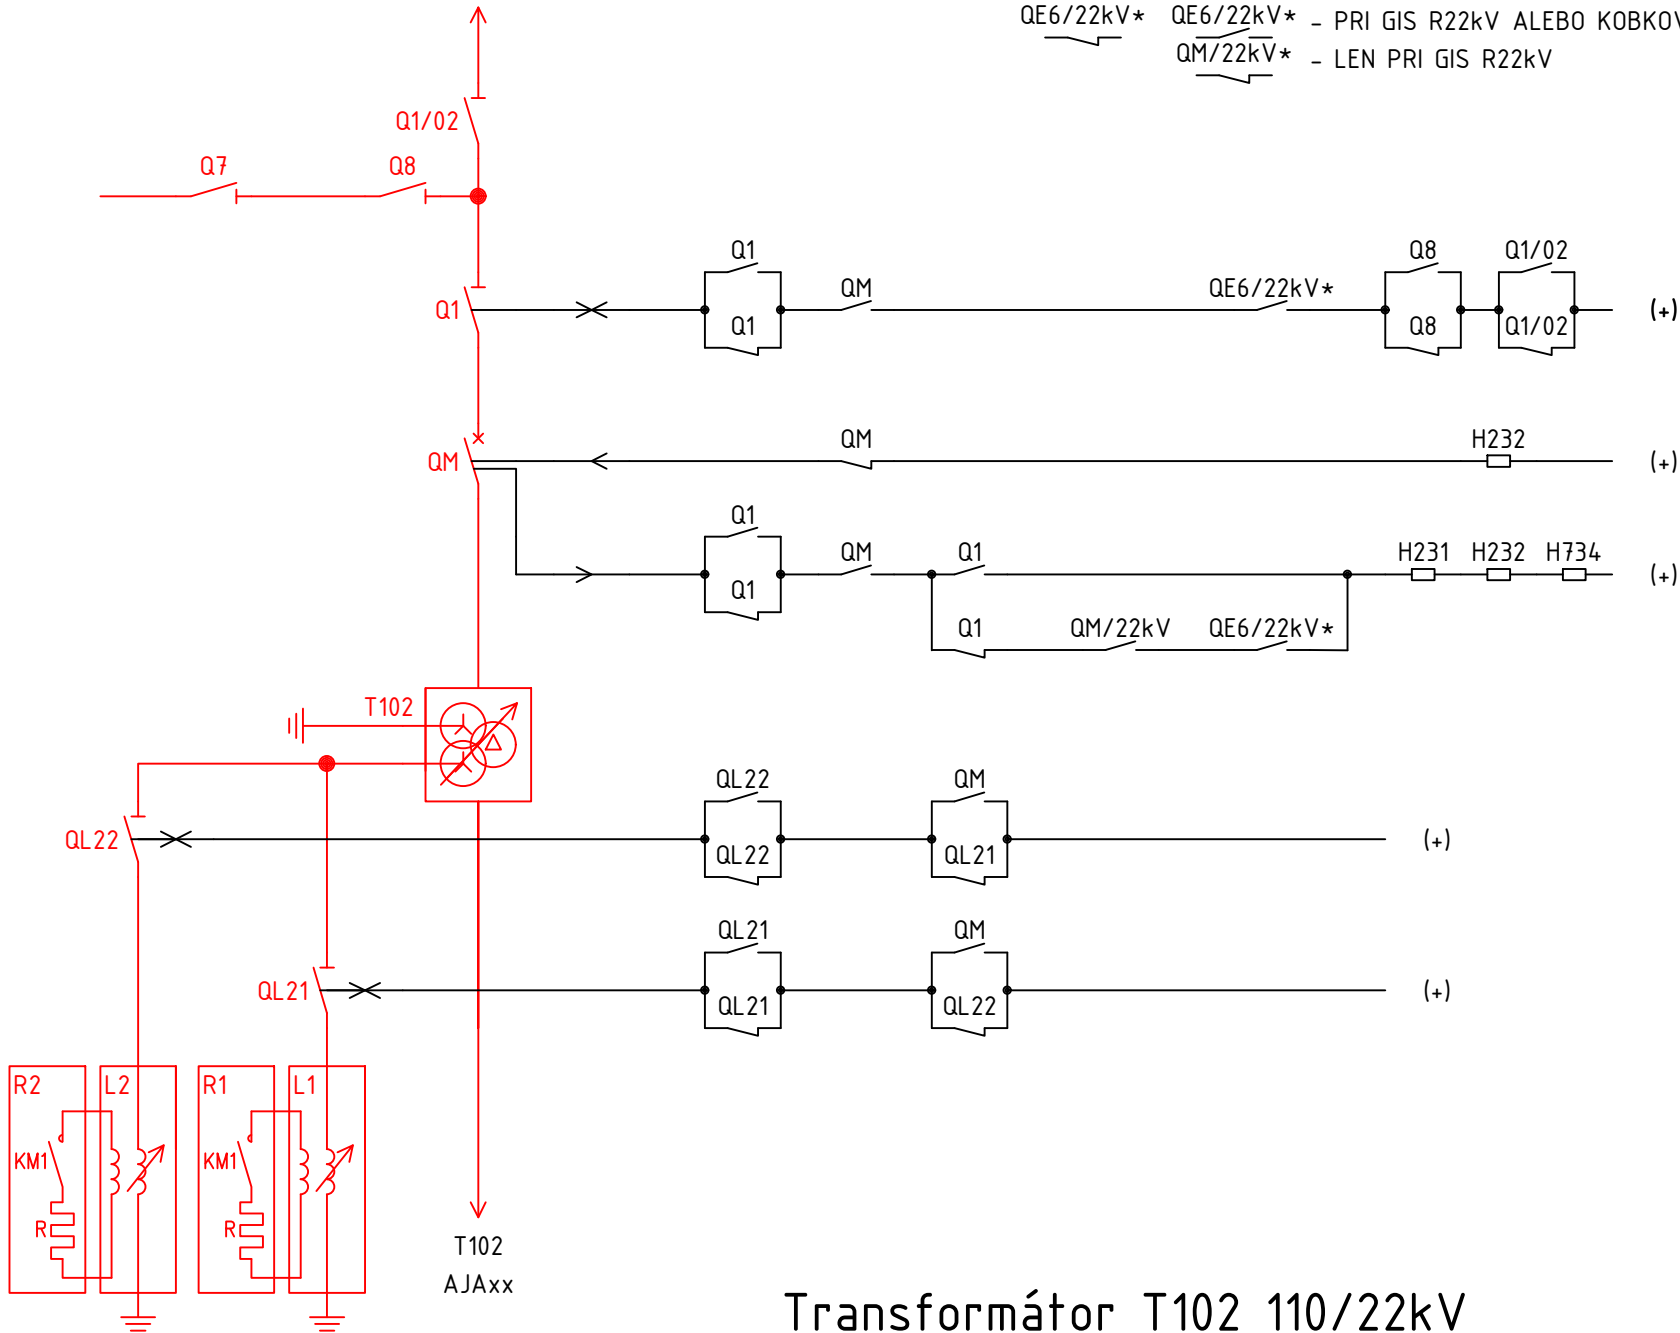 QE6/22kV* QE6/22kV* - PRI GIS R22kV ALEBO KOBKOV
QM/22kV* - LEN PRI GIS R22kV
Q1/02
Q7 Q8
Q1 Q8 Q1/02
Q1 QM QE6/22kV* (+)
Q1 Q8 Q1/02
QM QM H232 (+)
Q1
QM Q1 H231 H232 H734 (+)
Q1
Q1 QM/22kV QE6/22kV*
T102
QL22 QM
QL22 (+)
QL22 QL21
QL21 QM
QL21 (+)
QL21 QL22
R2 L2 R1 L1
KM1 KM1
R R
T102
AJAxx
Transformátor T102 110/22kV